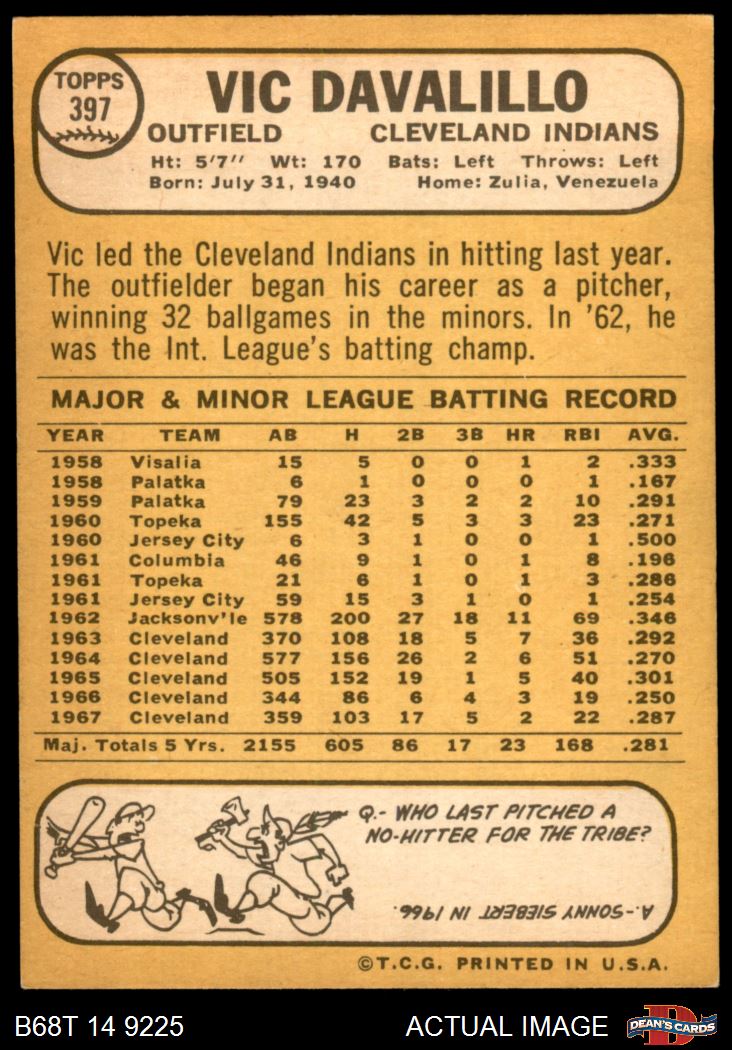 TOPPS
397
VIC DAVALILLO
OUTFIELD CLEVELAND INDIANS
Ht: 5'7" Wt: 170 Bats: Left Throws: Left
Born: July 31, 1940 Home: Zulia, Venezuela
Vic led the Cleveland Indians in hitting last year.
The outfielder began his career as a pitcher,
winning 32 ballgames in the minors. In '62, he
was the Int. League's batting champ.
MAJOR & MINOR LEAGUE BATTING RECORD
YEAR TEAM AB H 2B 3B HR RBI AVG.
1958 Visalia 15 5 0 0 1 2 .333
1958 Palatka 6 1 0 0 0 1 .167
1959 Palatka 79 23 3 2 2 10 .291
1960 Topeka 155 42 5 3 3 23 .271
1960 Jersey City 6 3 1 0 0 1 .500
1961 Columbia 46 9 1 0 1 8 .196
1961 Topeka 21 6 1 0 1 3 .286
1961 Jersey City 59 15 3 1 0 1 .254
1962 Jacksonv'le 578 200 27 18 11 69 .346
1963 Cleveland 370 108 18 5 7 36 .292
1964 Cleveland 577 156 26 2 6 51 .270
1965 Cleveland 505 152 19 1 5 40 .301
1966 Cleveland 344 86 6 4 3 19 .250
1967 Cleveland 359 103 17 5 2 22 .287
Maj. Totals 5 Yrs. 2155 605 86 17 23 168 .281
Q.- WHO LAST PITCHED A
NO-HITTER FOR THE TRIBE?
A.- SONNY SIEBERT IN 1966.
©T.C.G. PRINTED IN U.S.A.
B68T 14 9225 ACTUAL IMAGE DEAN'S CARDS